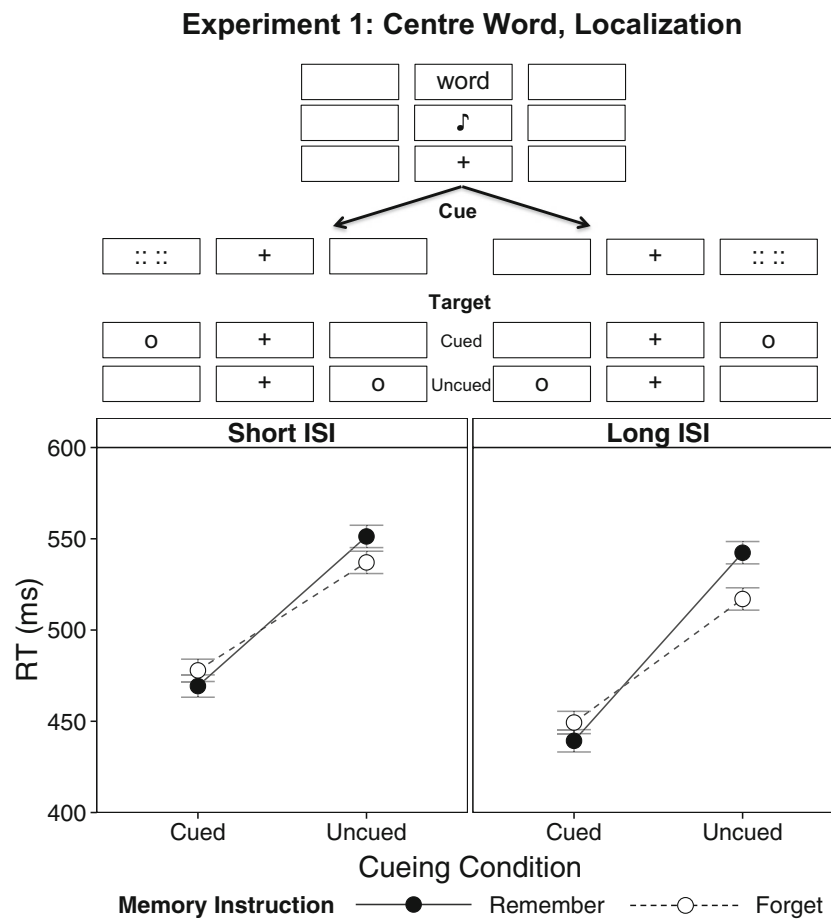 Experiment 1: Centre Word, Localization
word
♪
+
Cue
:: :: + + :: ::
Target
o + Cued + o
+ o Uncued o +
Short ISI Long ISI
600
550
500
450
400
RT (ms)
Cued Uncued Cued Uncued
Cueing Condition
Memory Instruction Remember Forget